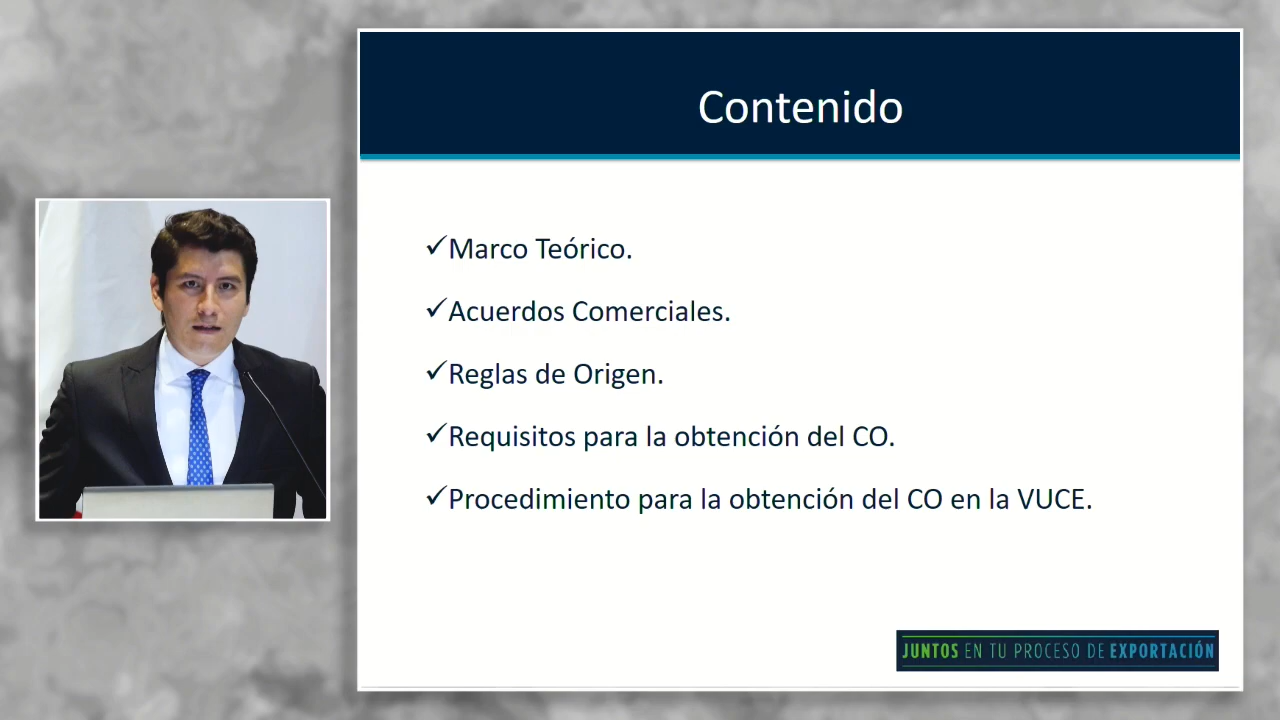 Contenido
✓Marco Teórico.
✓Acuerdos Comerciales.
✓Reglas de Origen.
✓Requisitos para la obtención del CO.
✓Procedimiento para la obtención del CO en la VUCE.
JUNTOS EN TU PROCESO DE EXPORTACIÓN